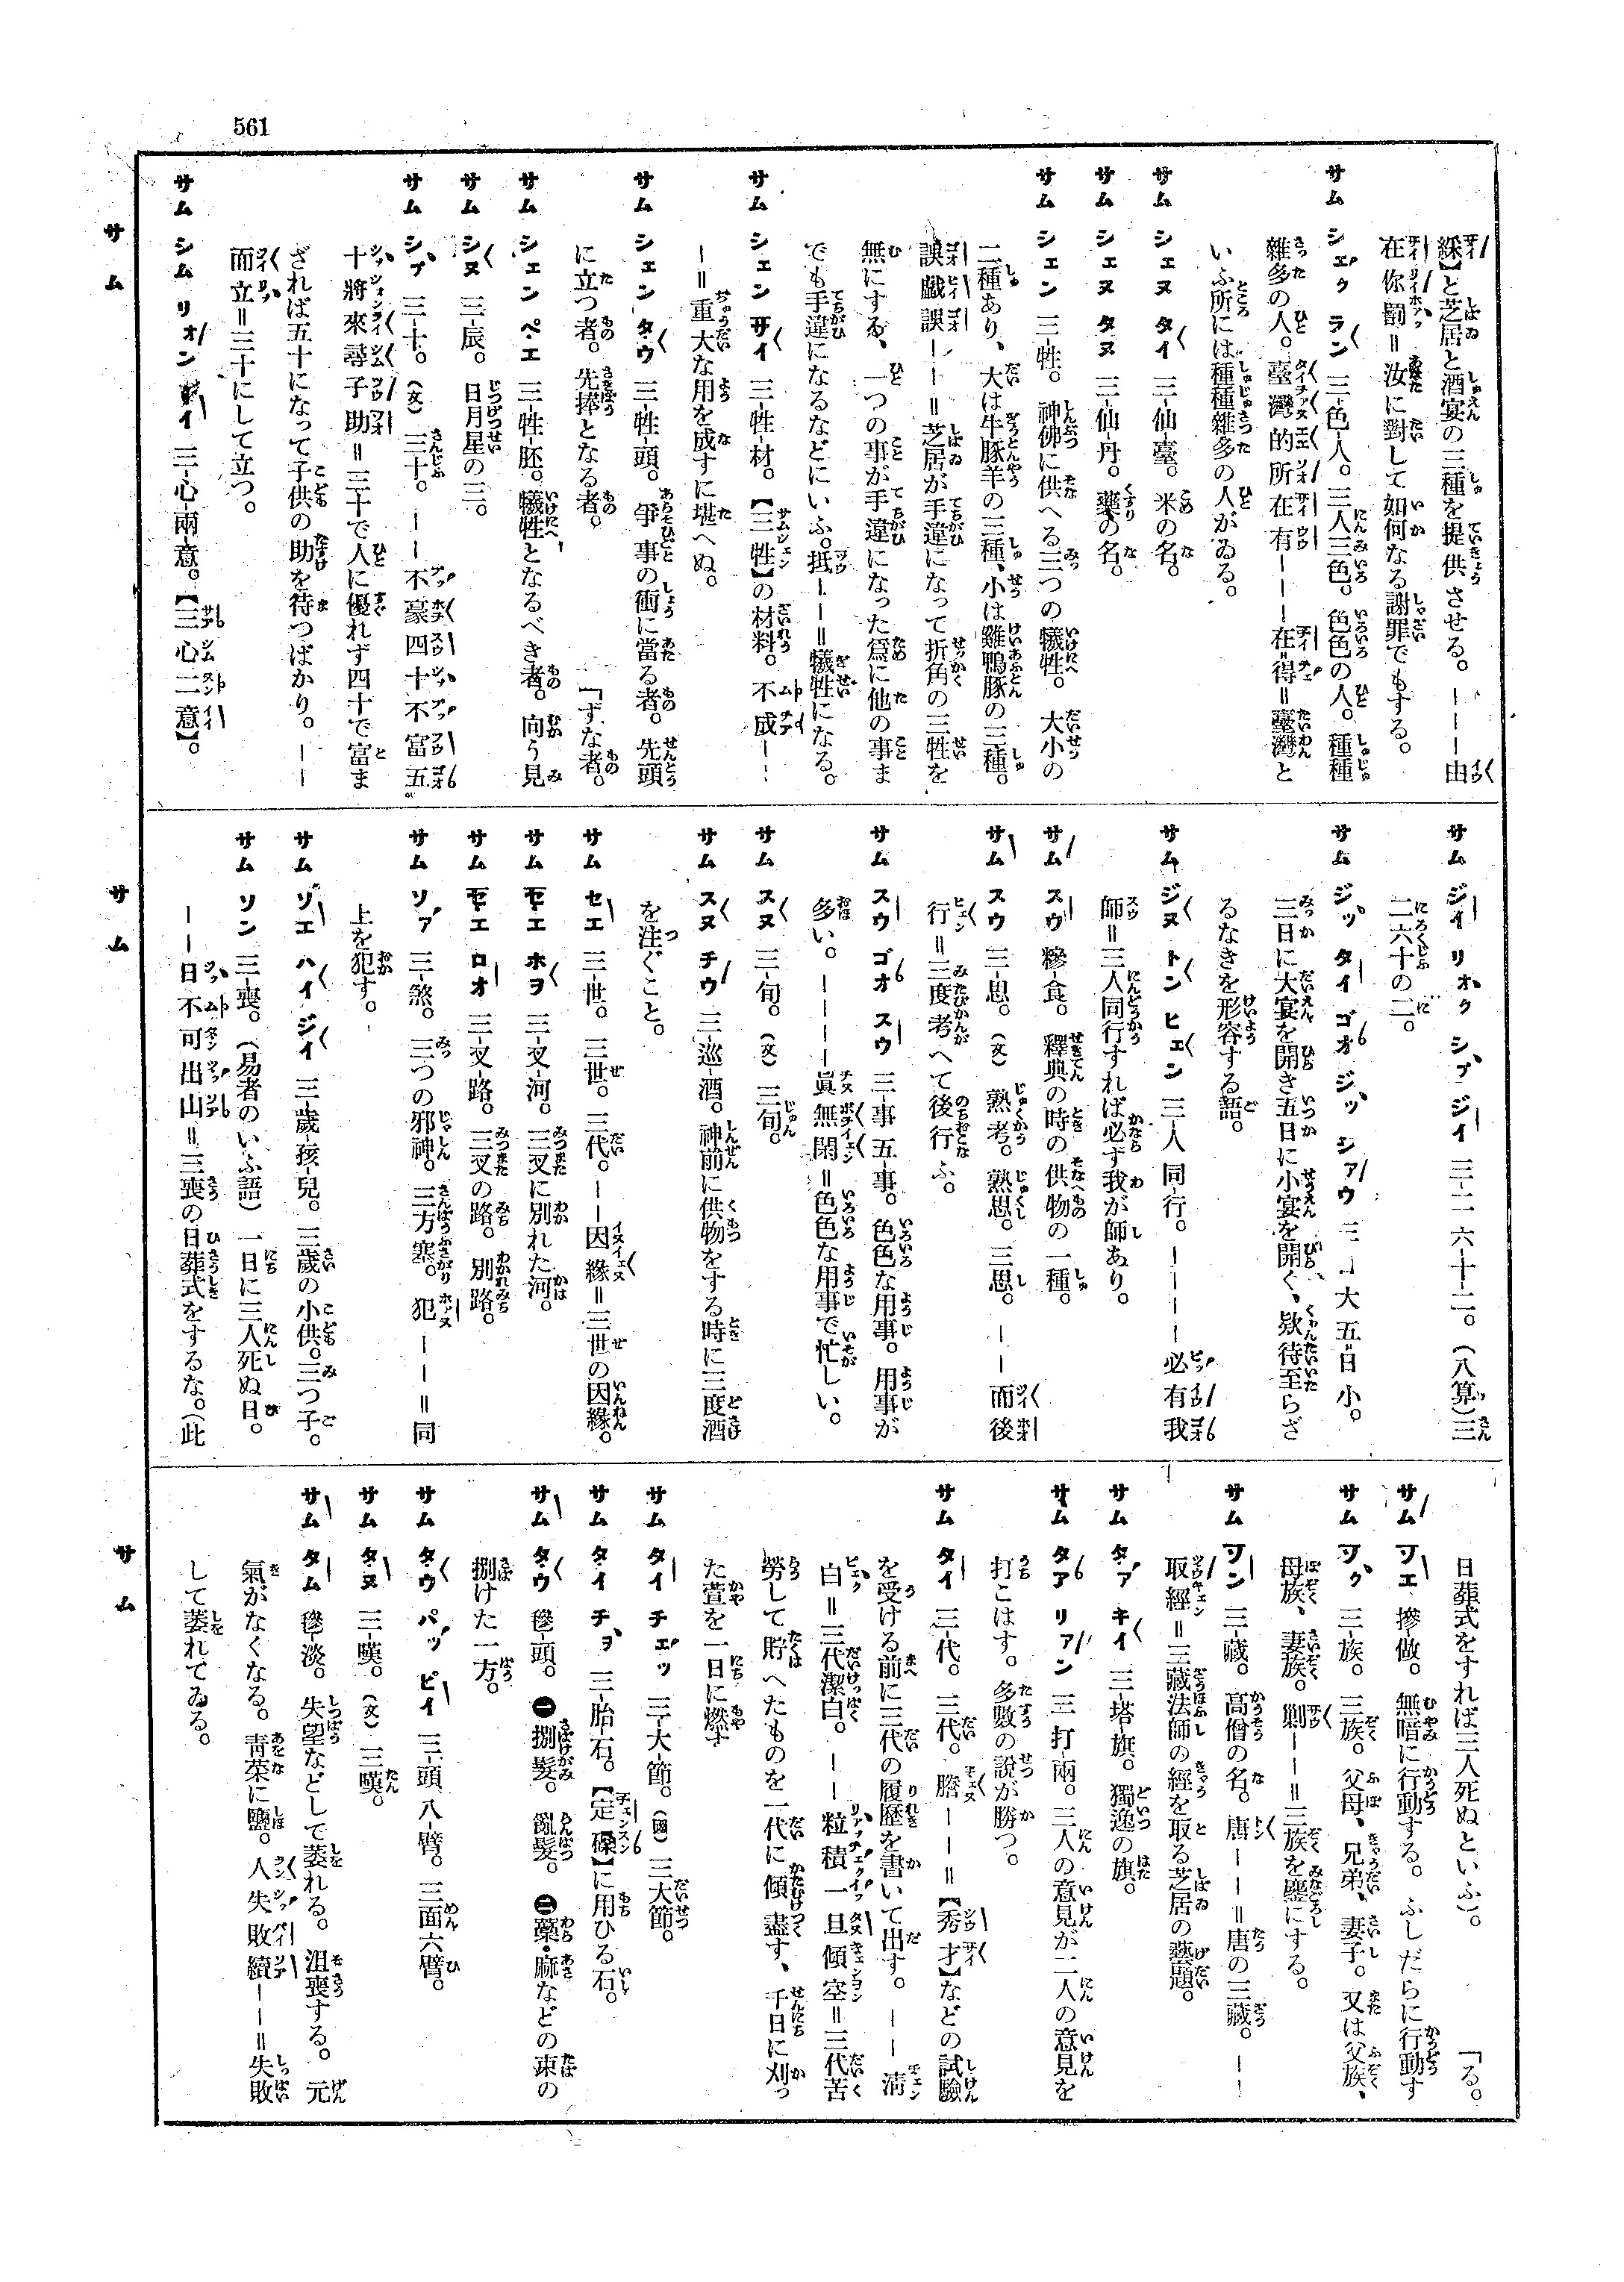 561
綵】と芝居と酒宴の三種を提供させる。―――由
在你罰=汝に對して如何なる謝罪でもする。
サム シェク ラン 三-色-人。三人三色。色色の人。種種
雜多の人。臺灣的所在有―――在=得=臺灣と
いふ所には種種雜多の人がゐる。
サム シェヌ タイ 三-仙-臺。米の名。
サム シェヌ タヌ 三-仙-丹。藥の名。
サム シェン 三-牲。神佛に供へる三つの犧牲。大小の
二種あり、大は牛豚羊の三種、小は雞鴨豚の三種。
誤戲誤――=芝居が手違になって折角の三牲を
無にする、一つの事が手違になった爲に他の事ま
でも手違になるなどにいふ。抵――=犧牲になる。
サム シェン サイ 三-牲-材。【三牲】の材料。不成――
―=重大な用を成すに堪へぬ。
サム シェン タウ 三-牲-頭。爭事の衝に當る者。先頭
に立つ者。先捧となる者。 「ずな者。
サム シェン ペエ 三-牲-胚。犧牲となるべき者。向う見
サム シヌ 三-辰。日月星の三。
サム シプ 三-十。(文)三十。――不豪四十不富五
十將來尋子助=三十で人に優れず四十で富ま
ざれば五十になって子供の助を待つばかり。――
而立=三十にして立つ。
サム シム リォン イイ 三-心-兩-意。【三心二意】。
サム
サム ジイ リォク シプ ジイ 三-二-六-十-二。(八算)三
二六十の二。
サム ジッ タイ ゴオ ジッ シァウ 三-日大五=日小。
三日に大宴を開き五日に小宴を開く、欵待至らざ
るなきを形容する語。
サム ジヌ トン ヒェン 三-人同-行。――――必有我
師=三人同行すれば必ず我が師あり。
サム スウ 糝-食。釋典の時の供物の一種。
サム スウ 三-思。(文)熟考。熟思。三思。――而後
行=三度考へて後行ふ。
サム スウ ゴオ スウ 三-事五-事。色色な用事。用事が
多い。――――眞無閑=色色な用事で忙しい。
サム スヌ 三-旬。(文)三旬。
サム スヌ チウ 三-巡-酒。神前に供物をする時に三度酒
を注ぐこと。
サム セエ 三-世。三世。三代。――因緣=三世の因緣。
サム セエ ホヲ 三-叉-河。三叉に別れた河。
サム セエ ロオ 三-叉-路。三叉の路。別路。
サム ソア 三-煞。三つの邪神。三方塞。犯――=同
上を犯す。
サム ソエ ハイ ジイ 三-歲-孩-兒。三歲の小供。三つ子。
サム ソン 三-喪。(易者のいふ語)一日に三人死ぬ日。
――日不可出山=三喪の日葬式をするな。(此
サム
日葬式をすれば三人死ぬといふ)。 「る。
サム ソエ 摻-做。無暗に行動する。ふしだらに行動す
サム ソク 三-族。三族。父母、兄弟、妻子。又は父族、
母族、妻族。剿――=三族を鏖にする。
サム ソン 三-藏。高僧の名。唐――=唐の三藏。――
取經=三藏法師の經を取る芝居の藝題。
サム タァ キイ 三-塔-旗。獨逸の旗。
サム タァ リァン 三打-兩。三人の意見が二人の意見を
打こはす。多數の說が勝つ。
サム タイ 三-代。三代。謄――=【秀才】などの試驗
を受ける前に三代の履歷を書いて出す。――淸
白=三代潔白。――粒積一旦傾空=三代苦
勞して貯へたものを一代に傾盡す、千日に刈っ
た萱を一日に燃す
サム タイ チェッ 三-大-節。(國)三大節。
サム タイ チョ 三-胎-石。【定磉】に用ひる石。
サム タウ 鬖-頭。㊀捌髮。亂髮。㊁藁・麻などの束の
捌けた一方。
サム タウ パッ ピイ 三-頭八-臂。三面六臂。
サム タヌ 三-嘆。(文)三嘆。
サム タム 鬖-淡。失望などして萎れる。沮喪する。元
氣がなくなる。靑菜に鹽。人失敗續――=失敗
して萎れてゐる。
サム